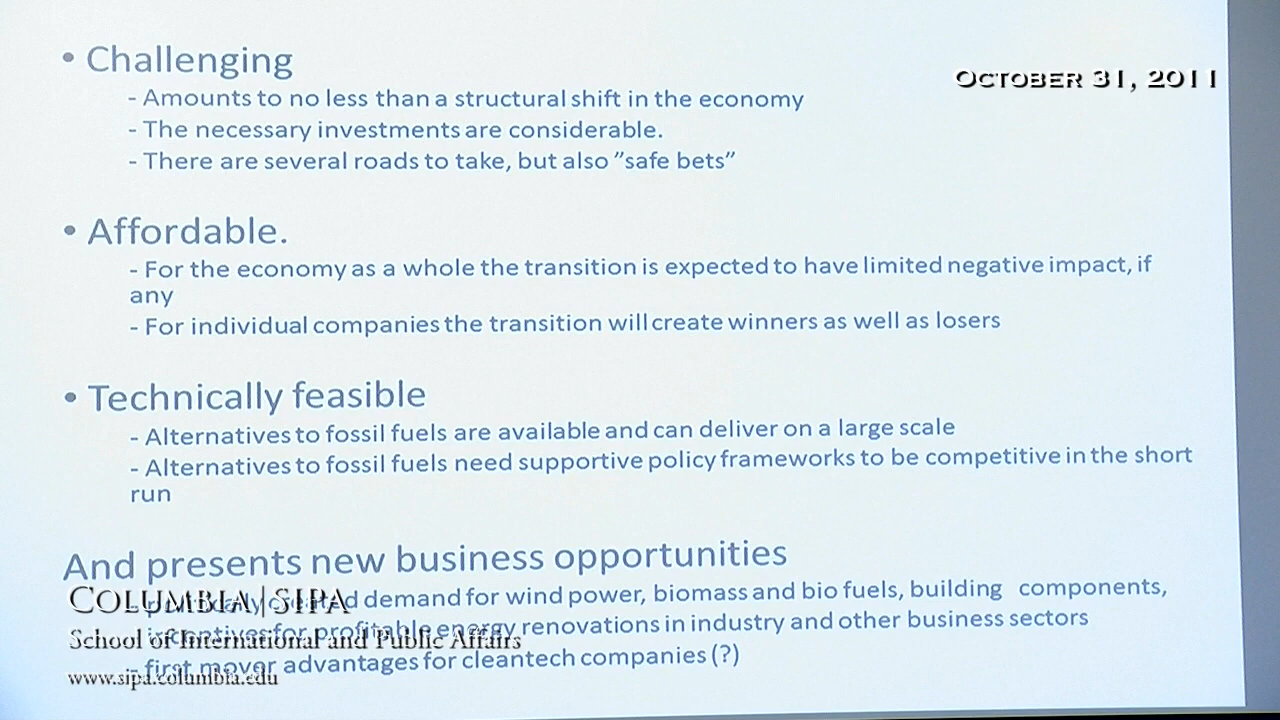 • Challenging
OCTOBER 31, 2011
- Amounts to no less than a structural shift in the economy
- The necessary investments are considerable.
- There are several roads to take, but also ”safe bets”
• Affordable.
- For the economy as a whole the transition is expected to have limited negative impact, if
any
- For individual companies the transition will create winners as well as losers
• Technically feasible
- Alternatives to fossil fuels are available and can deliver on a large scale
- Alternatives to fossil fuels need supportive policy frameworks to be competitive in the short
run
And presents new business opportunities
- politically created demand for wind power, biomass and bio fuels, building components,
COLUMBIA | SIPA
- incentives for profitable energy renovations in industry and other business sectors
School of International and Public Affairs
- first mover advantages for cleantech companies (?)
www.sipa.columbia.edu